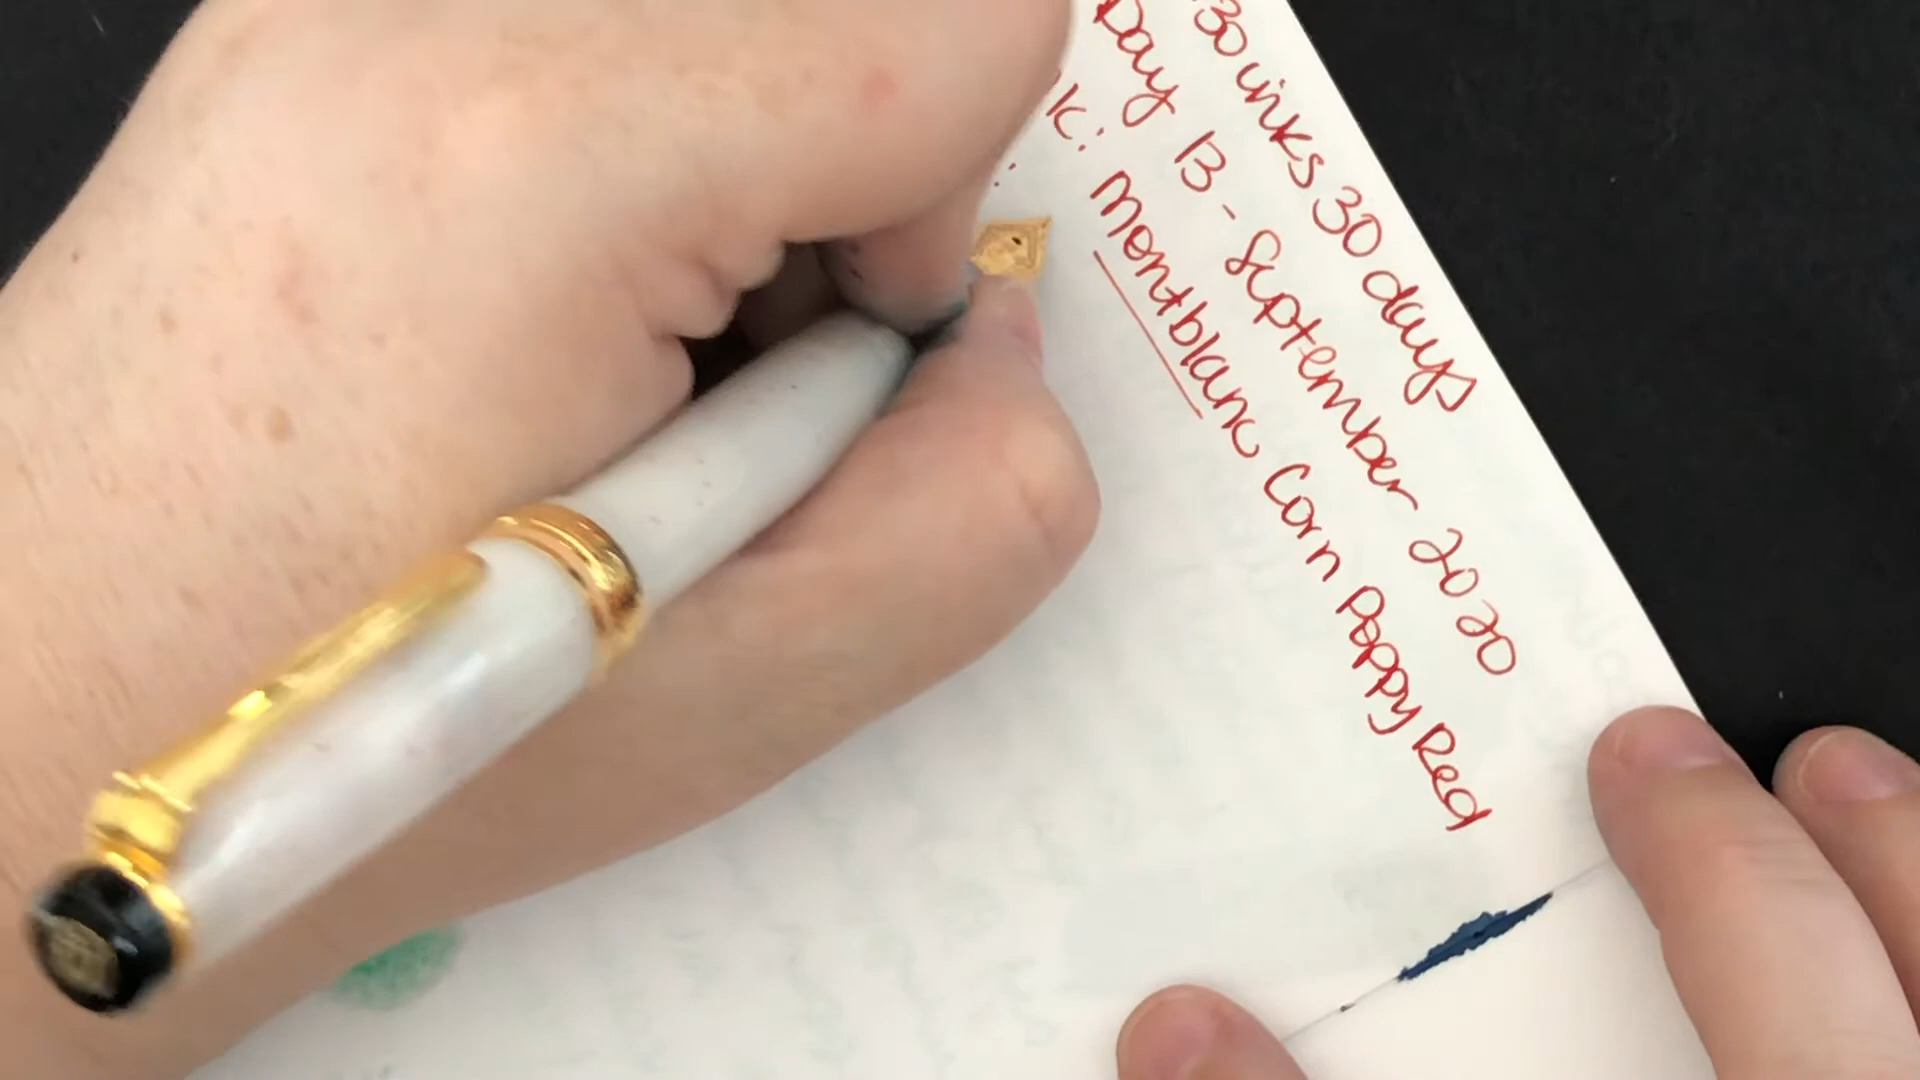 30 inks 30 days
Day 13 - September 2020
k: Montblanc Corn Poppy Red
: